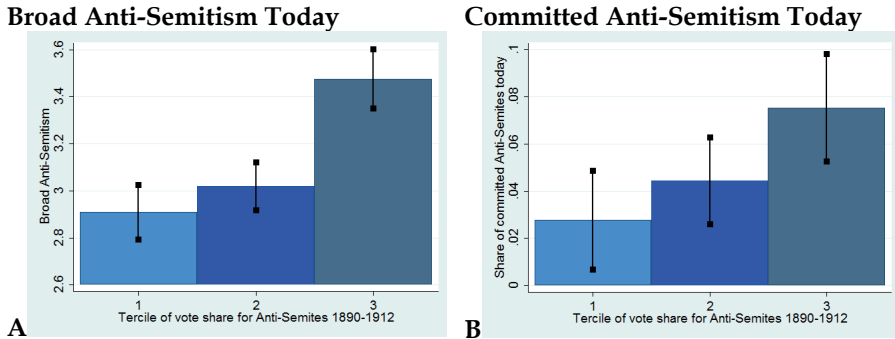 Broad Anti-Semitism Today
Broad Anti-Semitism
3.6
3.4
3.2
3
2.8
2.6
1
2
3
Tercile of vote share for Anti-Semites 1890-1912
A
Committed Anti-Semitism Today
Share of committed Anti-Semites today
.1
.08
.06
.04
.02
0
1
2
3
Tercile of vote share for Anti-Semites 1890-1912
B